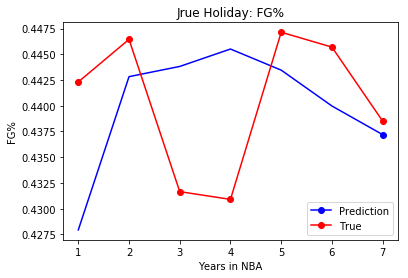 Jrue Holiday: FG%
FG%
0.4475
0.4450
0.4425
0.4400
0.4375
0.4350
0.4325
0.4300
0.4275
1 2 3 4 5 6 7
Years in NBA
Prediction
True